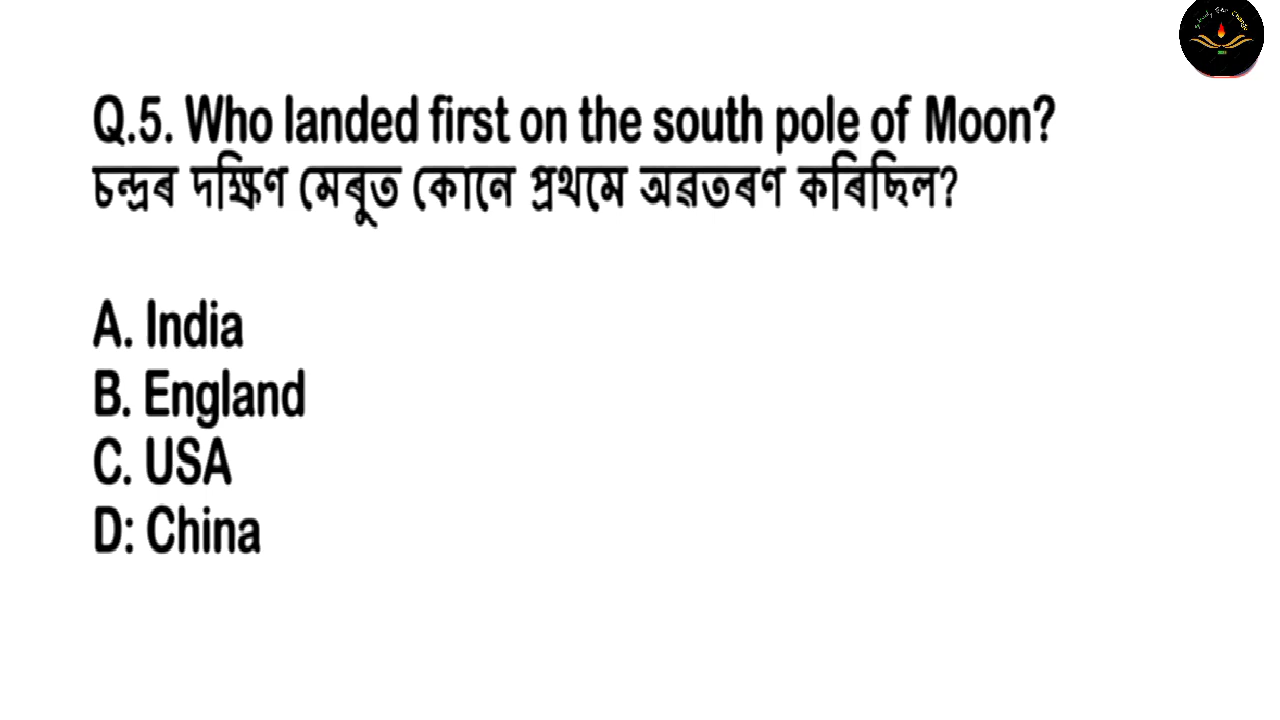 Q.5. Who landed first on the south pole of Moon?
চন্দ্ৰৰ দক্ষিণ মেৰুত কোনে প্ৰথমে অৱতৰণ কৰিছিল?
A. India
B. England
C. USA
D: China